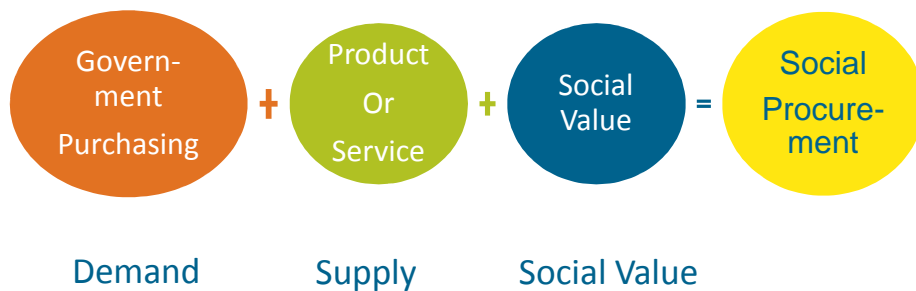 Govern-
ment
Purchasing
+
Product
Or
Service
+
Social
Value
=
Social
Procure-
ment
Demand
Supply
Social Value